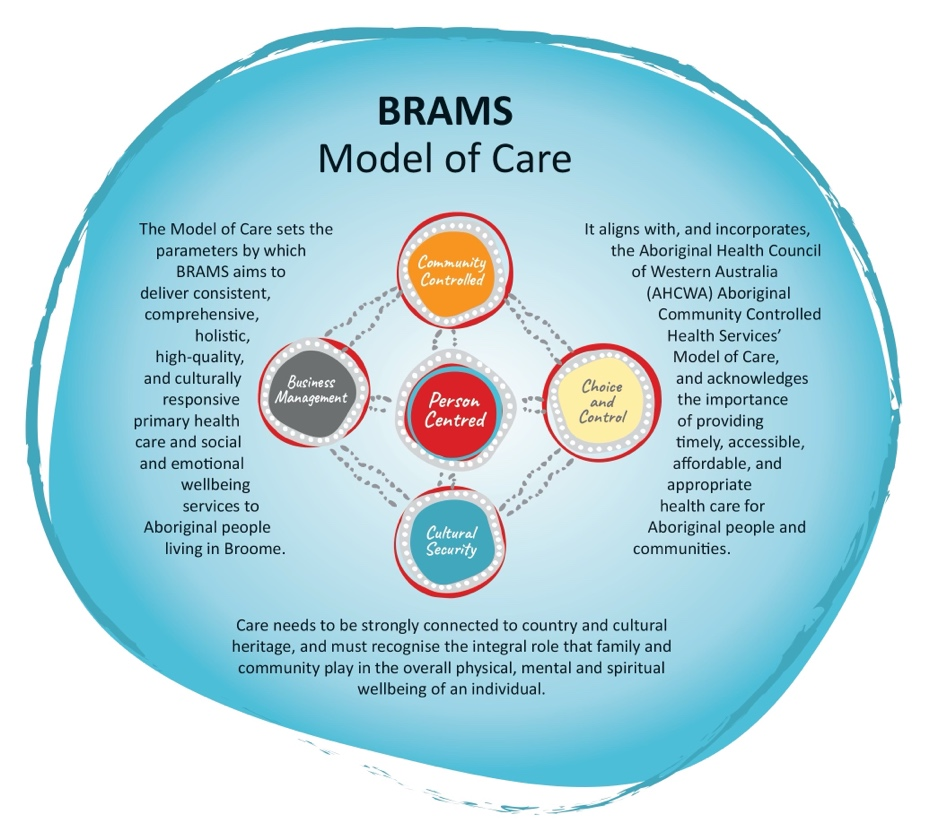 BRAMS
Model of Care
The Model of Care sets the
parameters by which
BRAMS aims to
deliver consistent,
comprehensive,
holistic,
high-quality,
and culturally
responsive
primary health
care and social
and emotional
wellbeing
services to
Aboriginal people
living in Broome.
Community
Controlled
Business
Management
Person
Centred
Choice
and
Control
Cultural
Security
It aligns with, and incorporates,
the Aboriginal Health Council
of Western Australia
(AHCWA) Aboriginal
Community Controlled
Health Services’
Model of Care,
and acknowledges
the importance
of providing
timely, accessible,
affordable, and
appropriate
health care for
Aboriginal people and
communities.
Care needs to be strongly connected to country and cultural
heritage, and must recognise the integral role that family and
community play in the overall physical, mental and spiritual
wellbeing of an individual.